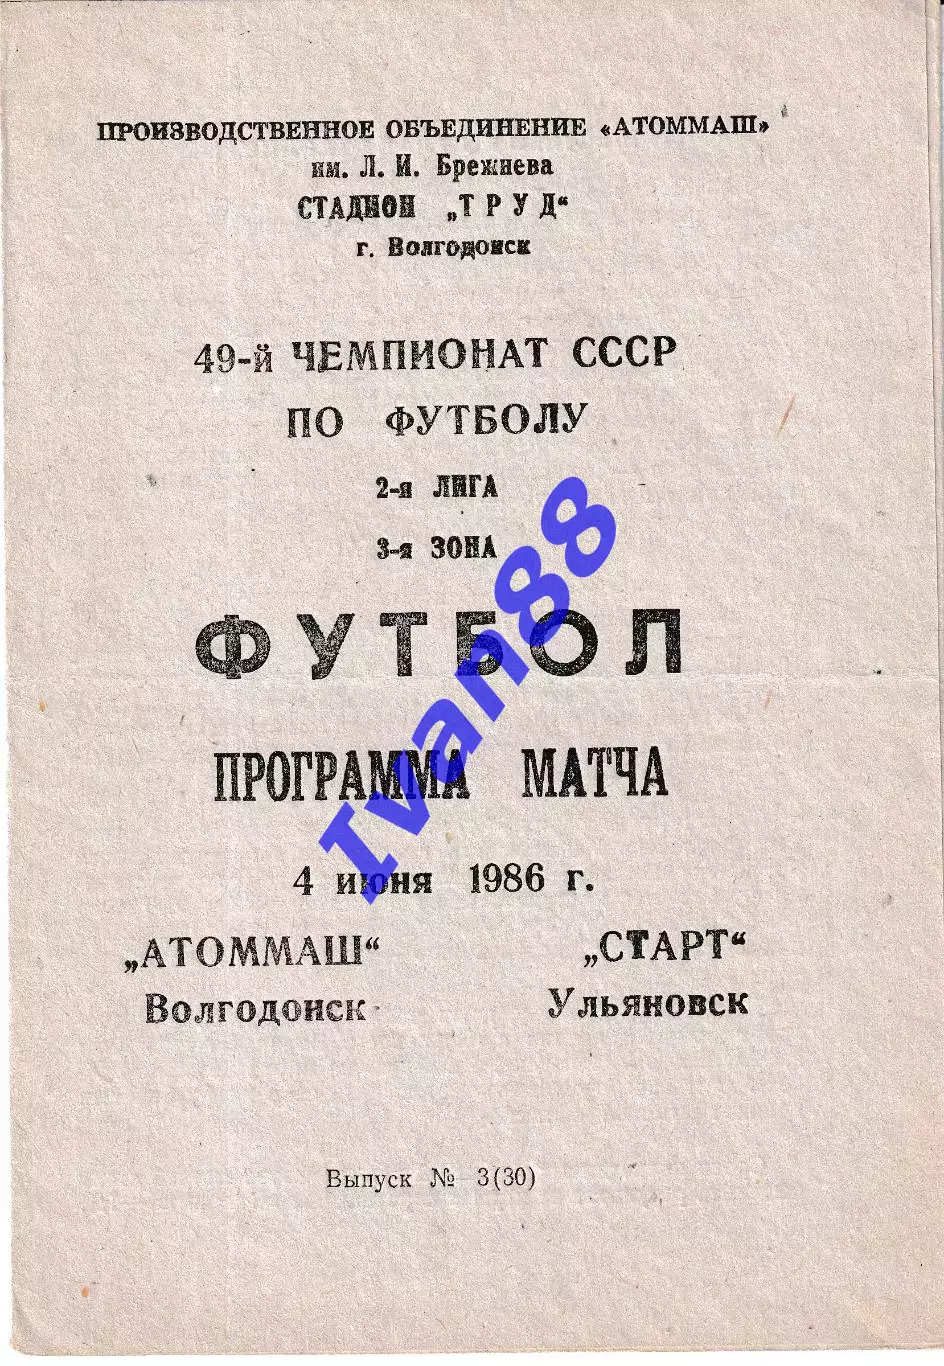 ПРОИЗВОДСТВЕННОЕ ОБЪЕДИНЕНИЕ «АТОММАШ»
им. Л. И. Брежнева
СТАДИОН „ТРУД“
г. Волгодонск
49-й ЧЕМПИОНАТ СССР
ПО ФУТБОЛУ
2-я ЛИГА
3-я ЗОНА
ФУТБОЛ
ПРОГРАММА МАТЧА
4 июня 1986 г.
„АТОММАШ“ „СТАРТ“
Волгодонск Ульяновск
Выпуск № 3(30)
Ivan88